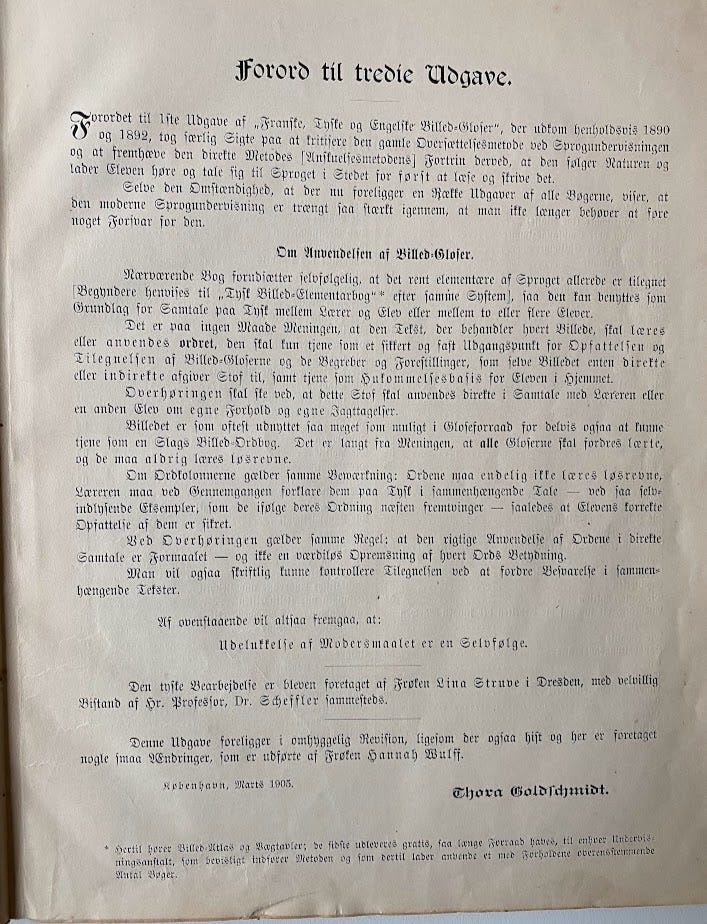 Forord til tredie Udgave.
Forordet til 1ste Udgave af „Franske, Tyske og Engelske Billed-Gloser“, der udkom henholdsvis 1890
og 1892, tog særlig Sigte paa at kritisere den gamle Oversættelsesmetode ved Sprogundervisningen
og at fremhæve den direkte Metodes [Anskuelsesmetodens] Fortrin derved, at den følger Naturen og
lader Eleven høre og tale sig til Sproget i Stedet for først at læse og skrive det.
Selve den Omstændighed, at der nu foreligger en Række Udgaver af alle Bøgerne, viser, at
den moderne Sprogundervisning er trængt saa stærkt igennem, at man ikke længer behøver at føre
noget Forsvar for den.
Om Anvendelsen af Billed-Gloser.
Nærværende Bog forudsætter selvfølgelig, at det rent elementære af Sproget allerede er tilegnet
[Begyndere henvises til „Tysk Billed-Elementarbog“* efter samme System], saa den kan benyttes som
Grundlag for Samtale paa Tysk mellem Lærer og Elev eller mellem to eller flere Elever.
Det er paa ingen Maade Meningen, at den Tekst, der behandler hvert Billede, skal læres
eller anvendes ordret, den skal kun tjene som et sikkert og fast Udgangspunkt for Opfattelsen og
Tilegnelsen af Billed-Gloserne og de Begreber og Forestillinger, som selve Billedet enten direkte
eller indirekte afgiver Stof til, samt tjene som Hukommelsesbasis for Eleven i Hjemmet.
Overhøringen skal ske ved, at dette Stof skal anvendes direkte i Samtale med Læreren eller
en anden Elev om egne Forhold og egne Jagttagelser.
Billedet er som oftest udnyttet saa meget som muligt i Gloseforraad for delvis ogsaa at kunne
tjene som en Slags Billed-Ordbog. Det er langt fra Meningen, at alle Gloserne skal fordres lærte,
og de maa aldrig læres løsrevne.
Om Ordkolonnerne gælder samme Bemærkning: Ordene maa endelig ikke læres løsrevne,
Læreren maa ved Gennemgangen forklare dem paa Tysk i sammenhængende Tale — ved saa selv-
indlysende Eksempler, som de ifølge deres Ordning næsten fremtvinger — saaledes at Elevens korrekte
Opfattelse af dem er sikret.
Ved Overhøringen gælder samme Regel: at den rigtige Anvendelse af Ordene i direkte
Samtale er Formaalet — og ikke en værdiløs Opremsning af hvert Ords Betydning.
Man vil ogsaa skriftlig kunne kontrollere Tilegnelsen ved at fordre Besvarelse i sammen-
hængende Tekster.
Af ovenstaaende vil altsaa fremgaa, at:
Udelukkelse af Modersmaalet er en Selvfølge.
Den tyske Bearbejdelse er bleven foretaget af Frøken Lina Struve i Dresden, med velvillig
Bistand af Hr. Professor, Dr. Scheffler sammesteds.
Denne Udgave foreligger i omhyggelig Revision, ligesom der ogsaa hist og her er foretaget
nogle smaa Ændringer, som er udførte af Frøken Hannah Wulff.
København, Marts 1905.
Thora Goldschmidt.
* Hertil hører Billed-Atlas og Vægtavler; de sidste udleveres gratis, saa længe Forraad haves, til enhver Undervis-
ningsanstalt, som bevisligt indfører Metoden og som dertil lader anvende et med Forholdene overensstemmende
Antal Bøger.